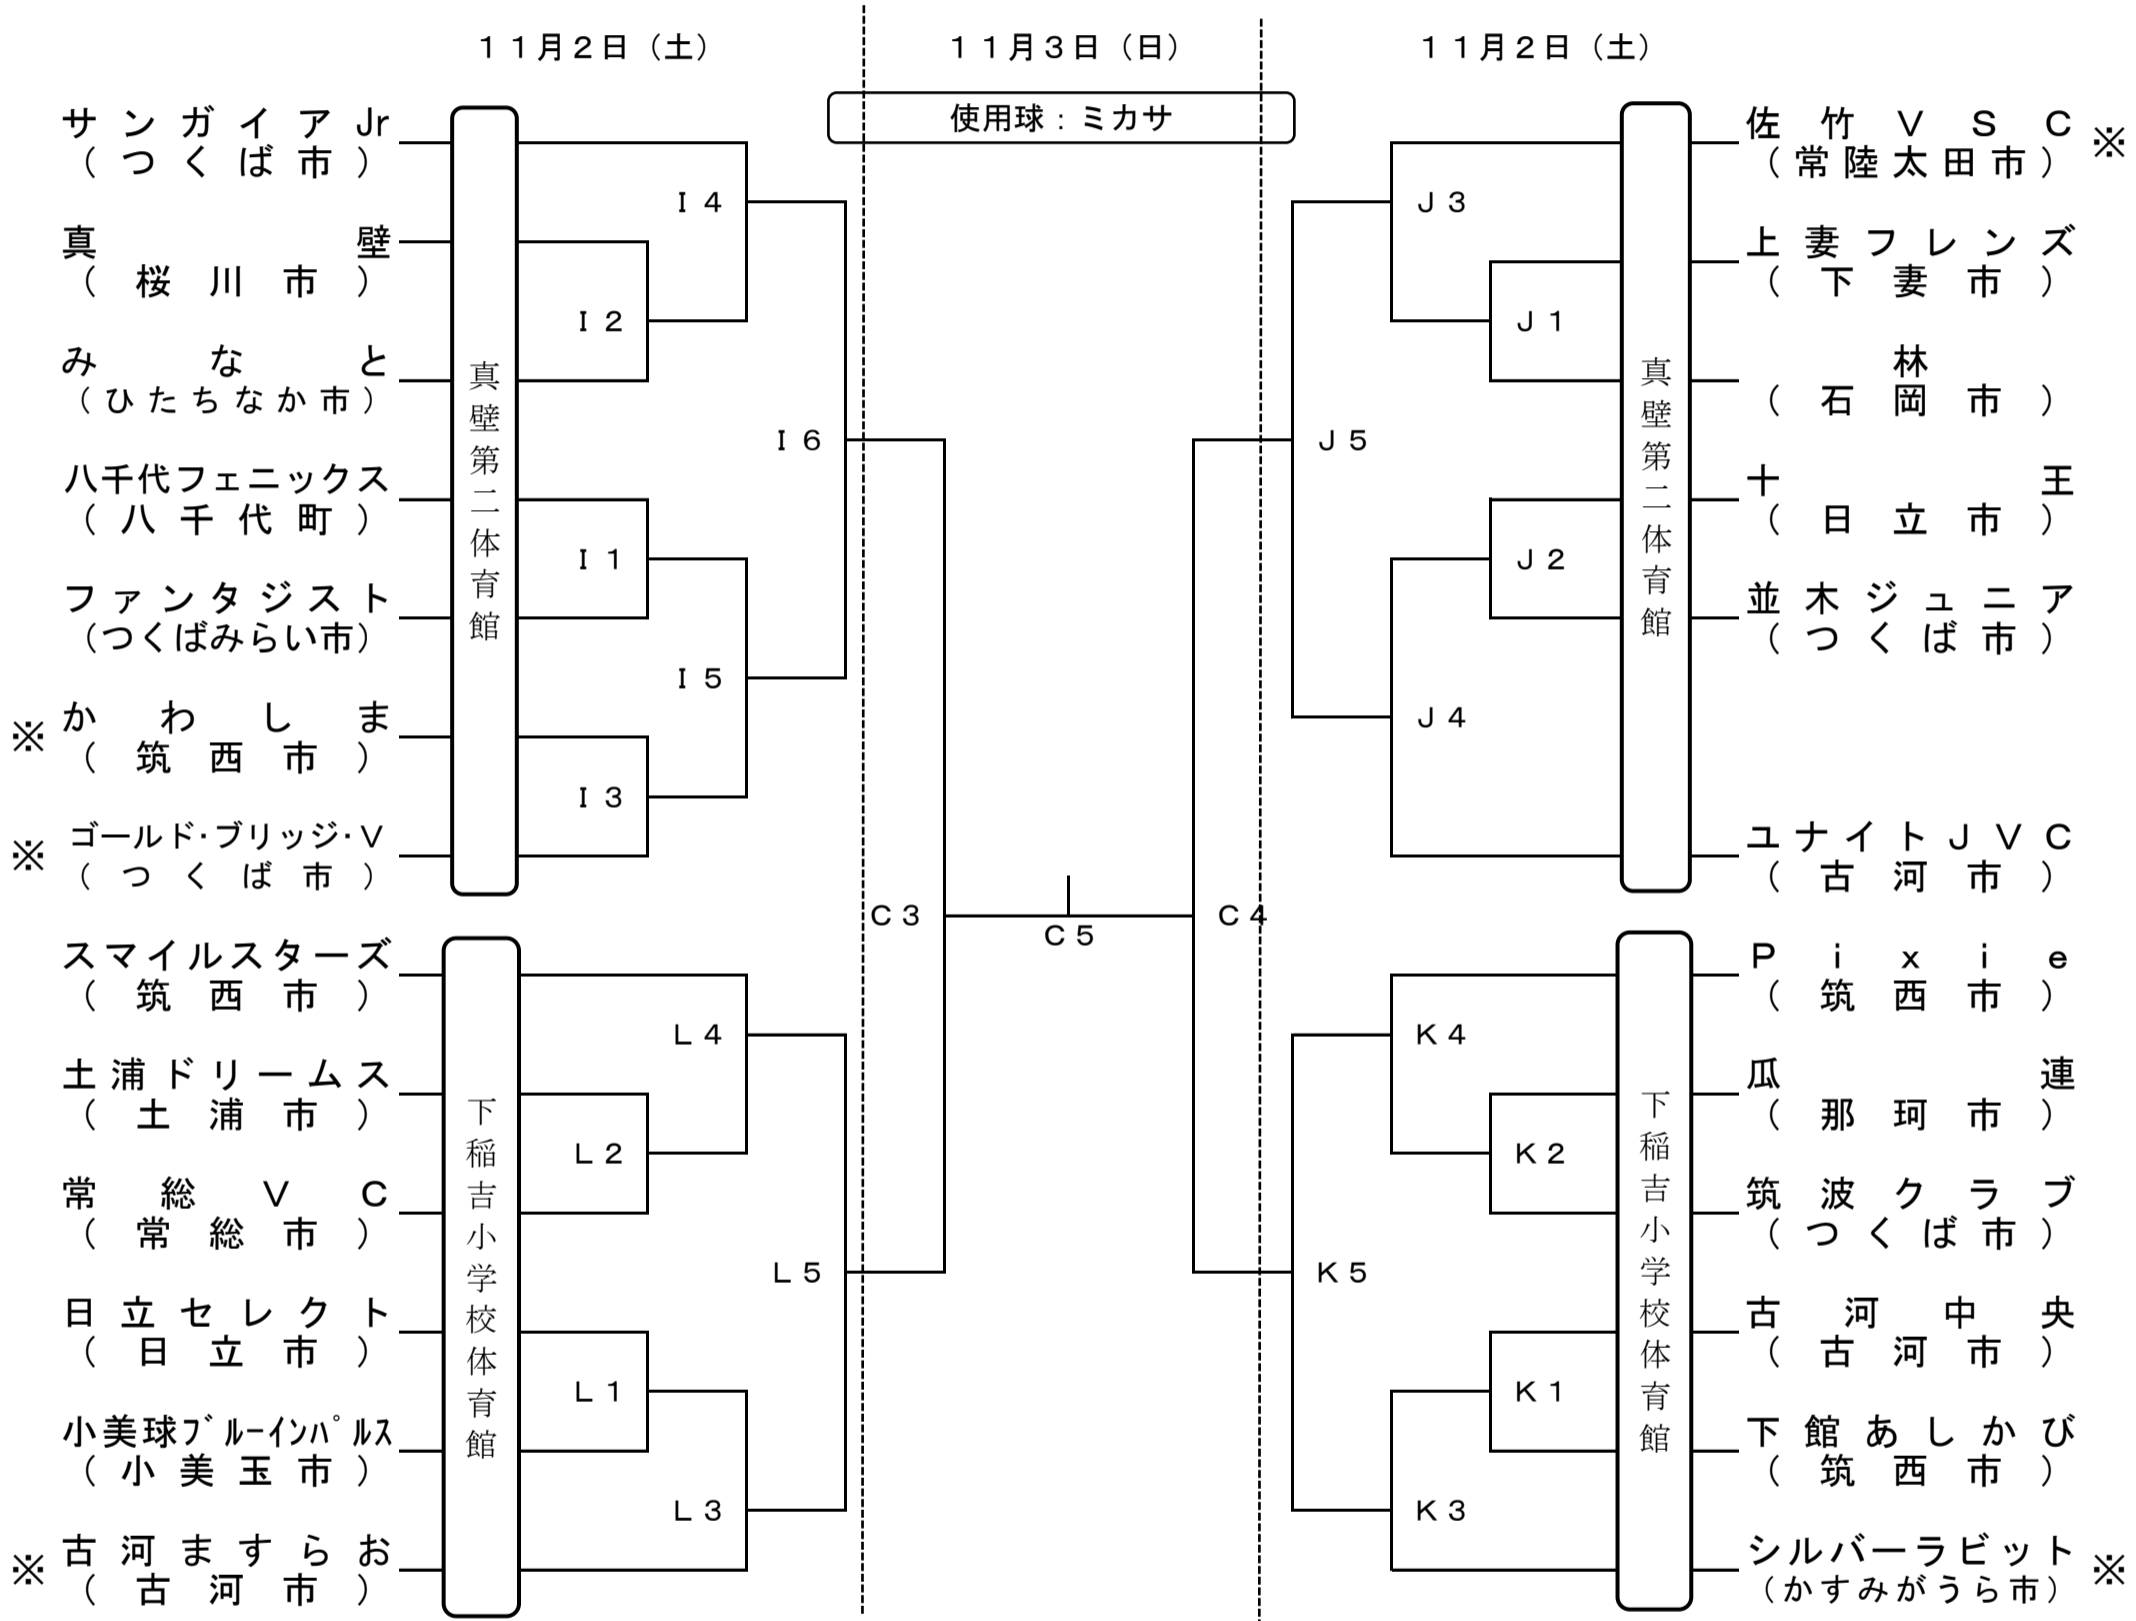 11月2日（土）
11月3日（日）
11月2日（土）
使用球：ミカサ
サンガイアJr
（つくば市）
真壁
（桜川市）
みなと
（ひたちなか市）
八千代フェニックス
（八千代町）
ファンタジスト
（つくばみらい市）
※ かわしま
（筑西市）
※ ゴールド・ブリッジ・V
（つくば市）
真壁第二体育館
I4
I2
I6
I1
I5
I3
スマイルスターズ
（筑西市）
土浦ドリームス
（土浦市）
常総VC
（常総市）
日立セレクト
（日立市）
小美球ﾌﾞﾙｰｲﾝﾊﾟﾙｽ
（小美玉市）
※ 古河ますらお
（古河市）
下稲吉小学校体育館
L4
L2
L5
L1
L3
C3
C5
C4
J3
J1
J5
J2
J4
真壁第二体育館
佐竹VSC ※
（常陸太田市）
上妻フレンズ
（下妻市）
林
（石岡市）
十王
（日立市）
並木ジュニア
（つくば市）
ユナイトJVC
（古河市）
K4
K2
K5
K1
K3
下稲吉小学校体育館
Pixie
（筑西市）
瓜連
（那珂市）
筑波クラブ
（つくば市）
古河中央
（古河市）
下館あしかび
（筑西市）
シルバーラビット ※
（かすみがうら市）